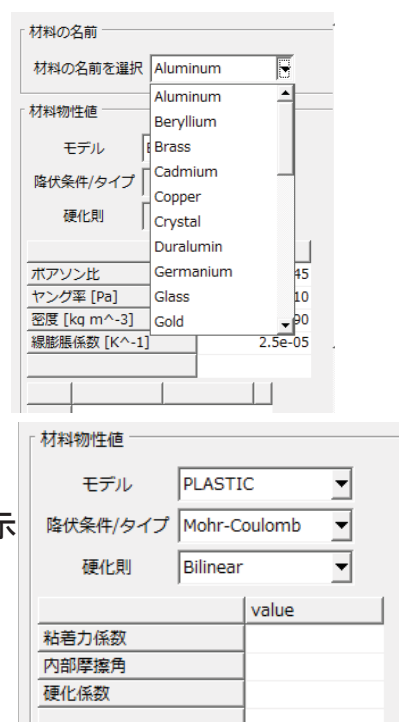 材料の名前
材料の名前を選択 Aluminum
Aluminum
Beryllium
Brass
Cadmium
Copper
Crystal
Duralumin
Germanium
Glass
Gold
材料物性値
モデル
降伏条件/タイプ
硬化則
ポアソン比 45
ヤング率 [Pa] 10
密度 [kg m^-3] 90
線膨脹係数 [K^-1] 2.5e-05
材料物性値
モデル PLASTIC
示
降伏条件/タイプ Mohr-Coulomb
硬化則 Bilinear
value
粘着力係数
内部摩擦角
硬化係数